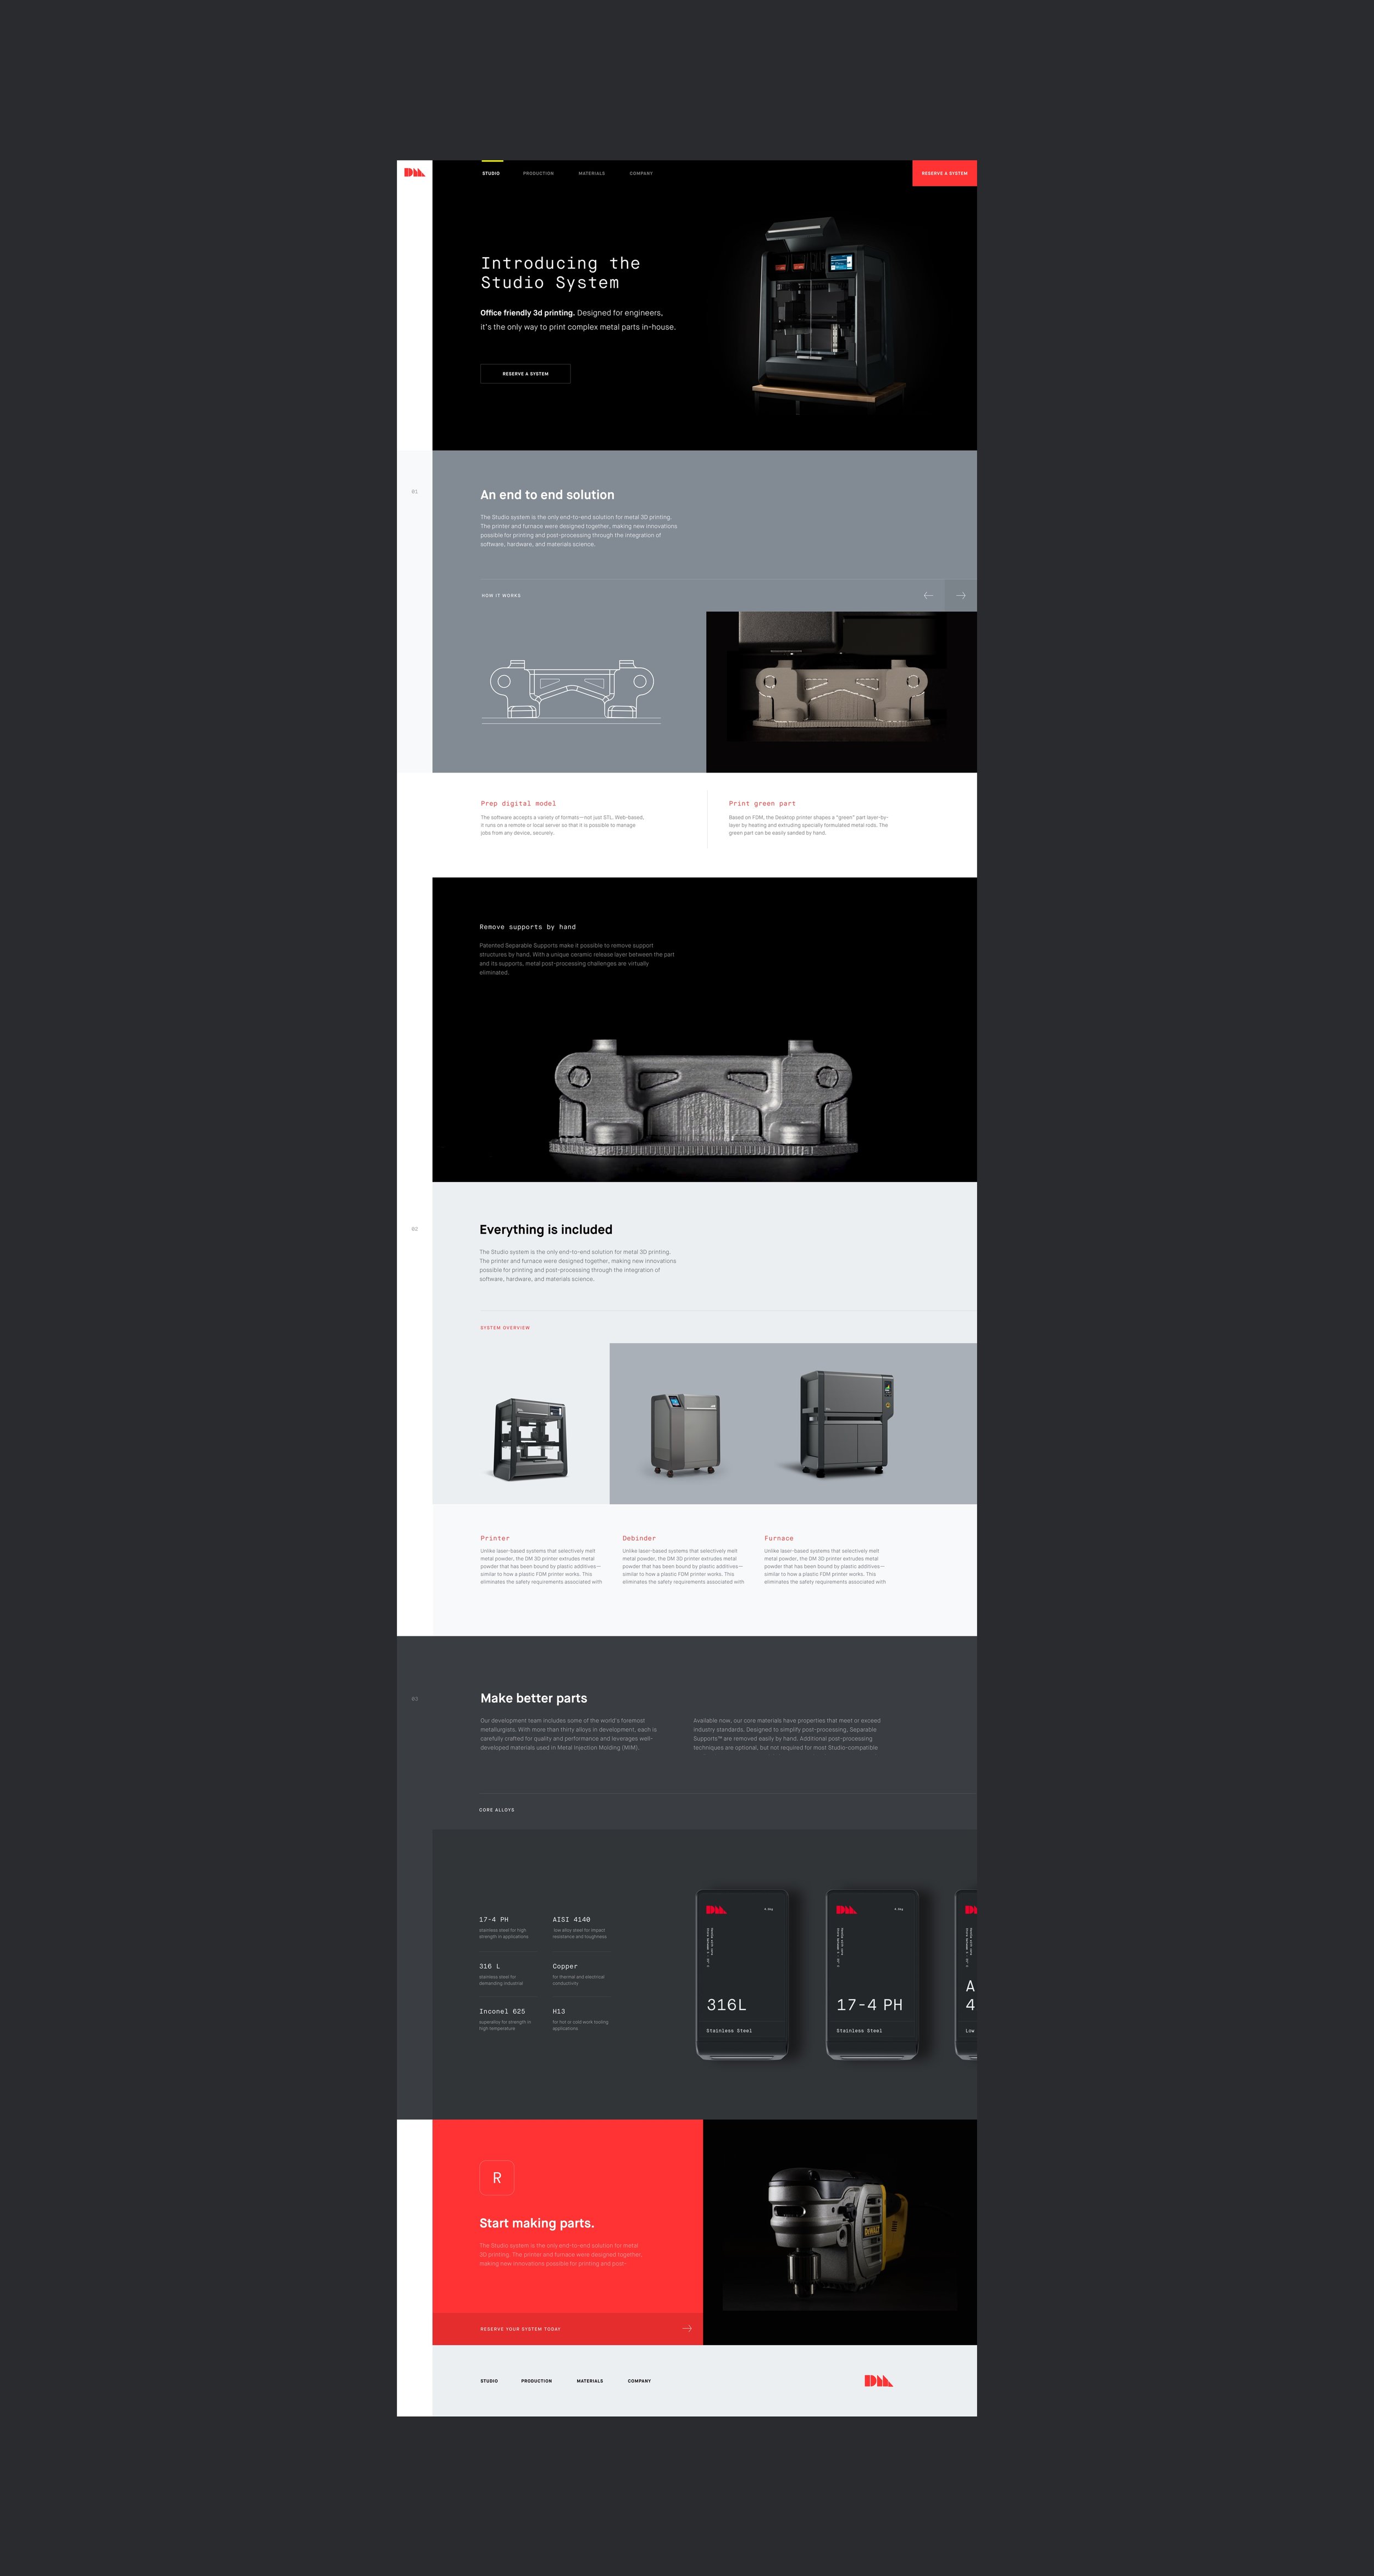 DM
STUDIO
PRODUCTION
MATERIALS
COMPANY
RESERVE A SYSTEM
Introducing the
Studio System
Office friendly 3d printing. Designed for engineers,
it's the only way to print complex metal parts in-house.
RESERVE A SYSTEM
01
An end to end solution
The Studio system is the only end-to-end solution for metal 3D printing.
The printer and furnace were designed together, making new innovations
possible for printing and post-processing through the integration of
software, hardware, and materials science.
HOW IT WORKS
Prep digital model
The software accepts a variety of formats—not just STL. Web-based,
it runs on a remote or local server so that it is possible to manage
jobs from any device, securely.
Print green part
Based on FDM, the Desktop printer shapes a "green" part layer-by-
layer by heating and extruding specially formulated metal rods. The
green part can be easily sanded by hand.
Remove supports by hand
Patented Separable Supports make it possible to remove support
structures by hand. With a unique ceramic release layer between the part
and its supports, metal post-processing challenges are virtually
eliminated.
02
Everything is included
The Studio system is the only end-to-end solution for metal 3D printing.
The printer and furnace were designed together, making new innovations
possible for printing and post-processing through the integration of
software, hardware, and materials science.
SYSTEM OVERVIEW
Printer
Unlike laser-based systems that selectively melt
metal powder, the DM 3D printer extrudes metal
powder that has been bound by plastic additives—
similar to how a plastic FDM printer works. This
eliminates the safety requirements associated with
Debinder
Unlike laser-based systems that selectively melt
metal powder, the DM 3D printer extrudes metal
powder that has been bound by plastic additives—
similar to how a plastic FDM printer works. This
eliminates the safety requirements associated with
Furnace
Unlike laser-based systems that selectively melt
metal powder, the DM 3D printer extrudes metal
powder that has been bound by plastic additives—
similar to how a plastic FDM printer works. This
eliminates the safety requirements associated with
03
Make better parts
Our development team includes some of the world's foremost
metallurgists. With more than thirty alloys in development, each is
carefully crafted for quality and performance and leverages well-
developed materials used in Metal Injection Molding (MIM).
Available now, our core materials have properties that meet or exceed
industry standards. Designed to simplify post-processing, Separable
Supports™ are removed easily by hand. Additional post-processing
techniques are optional, but not required for most Studio-compatible
CORE ALLOYS
17-4 PH
stainless steel for high
strength in applications
AISI 4140
low alloy steel for impact
resistance and toughness
316 L
stainless steel for
demanding industrial
Copper
for thermal and electrical
conductivity
Inconel 625
superalloy for strength in
high temperature
H13
for hot or cold work tooling
applications
DM
316L
Stainless Steel
DM
17-4 PH
Stainless Steel
A
4
Low
R
Start making parts.
The Studio system is the only end-to-end solution for metal
3D printing. The printer and furnace were designed together,
making new innovations possible for printing and post-
RESERVE YOUR SYSTEM TODAY
DEWALT
STUDIO
PRODUCTION
MATERIALS
COMPANY
DM